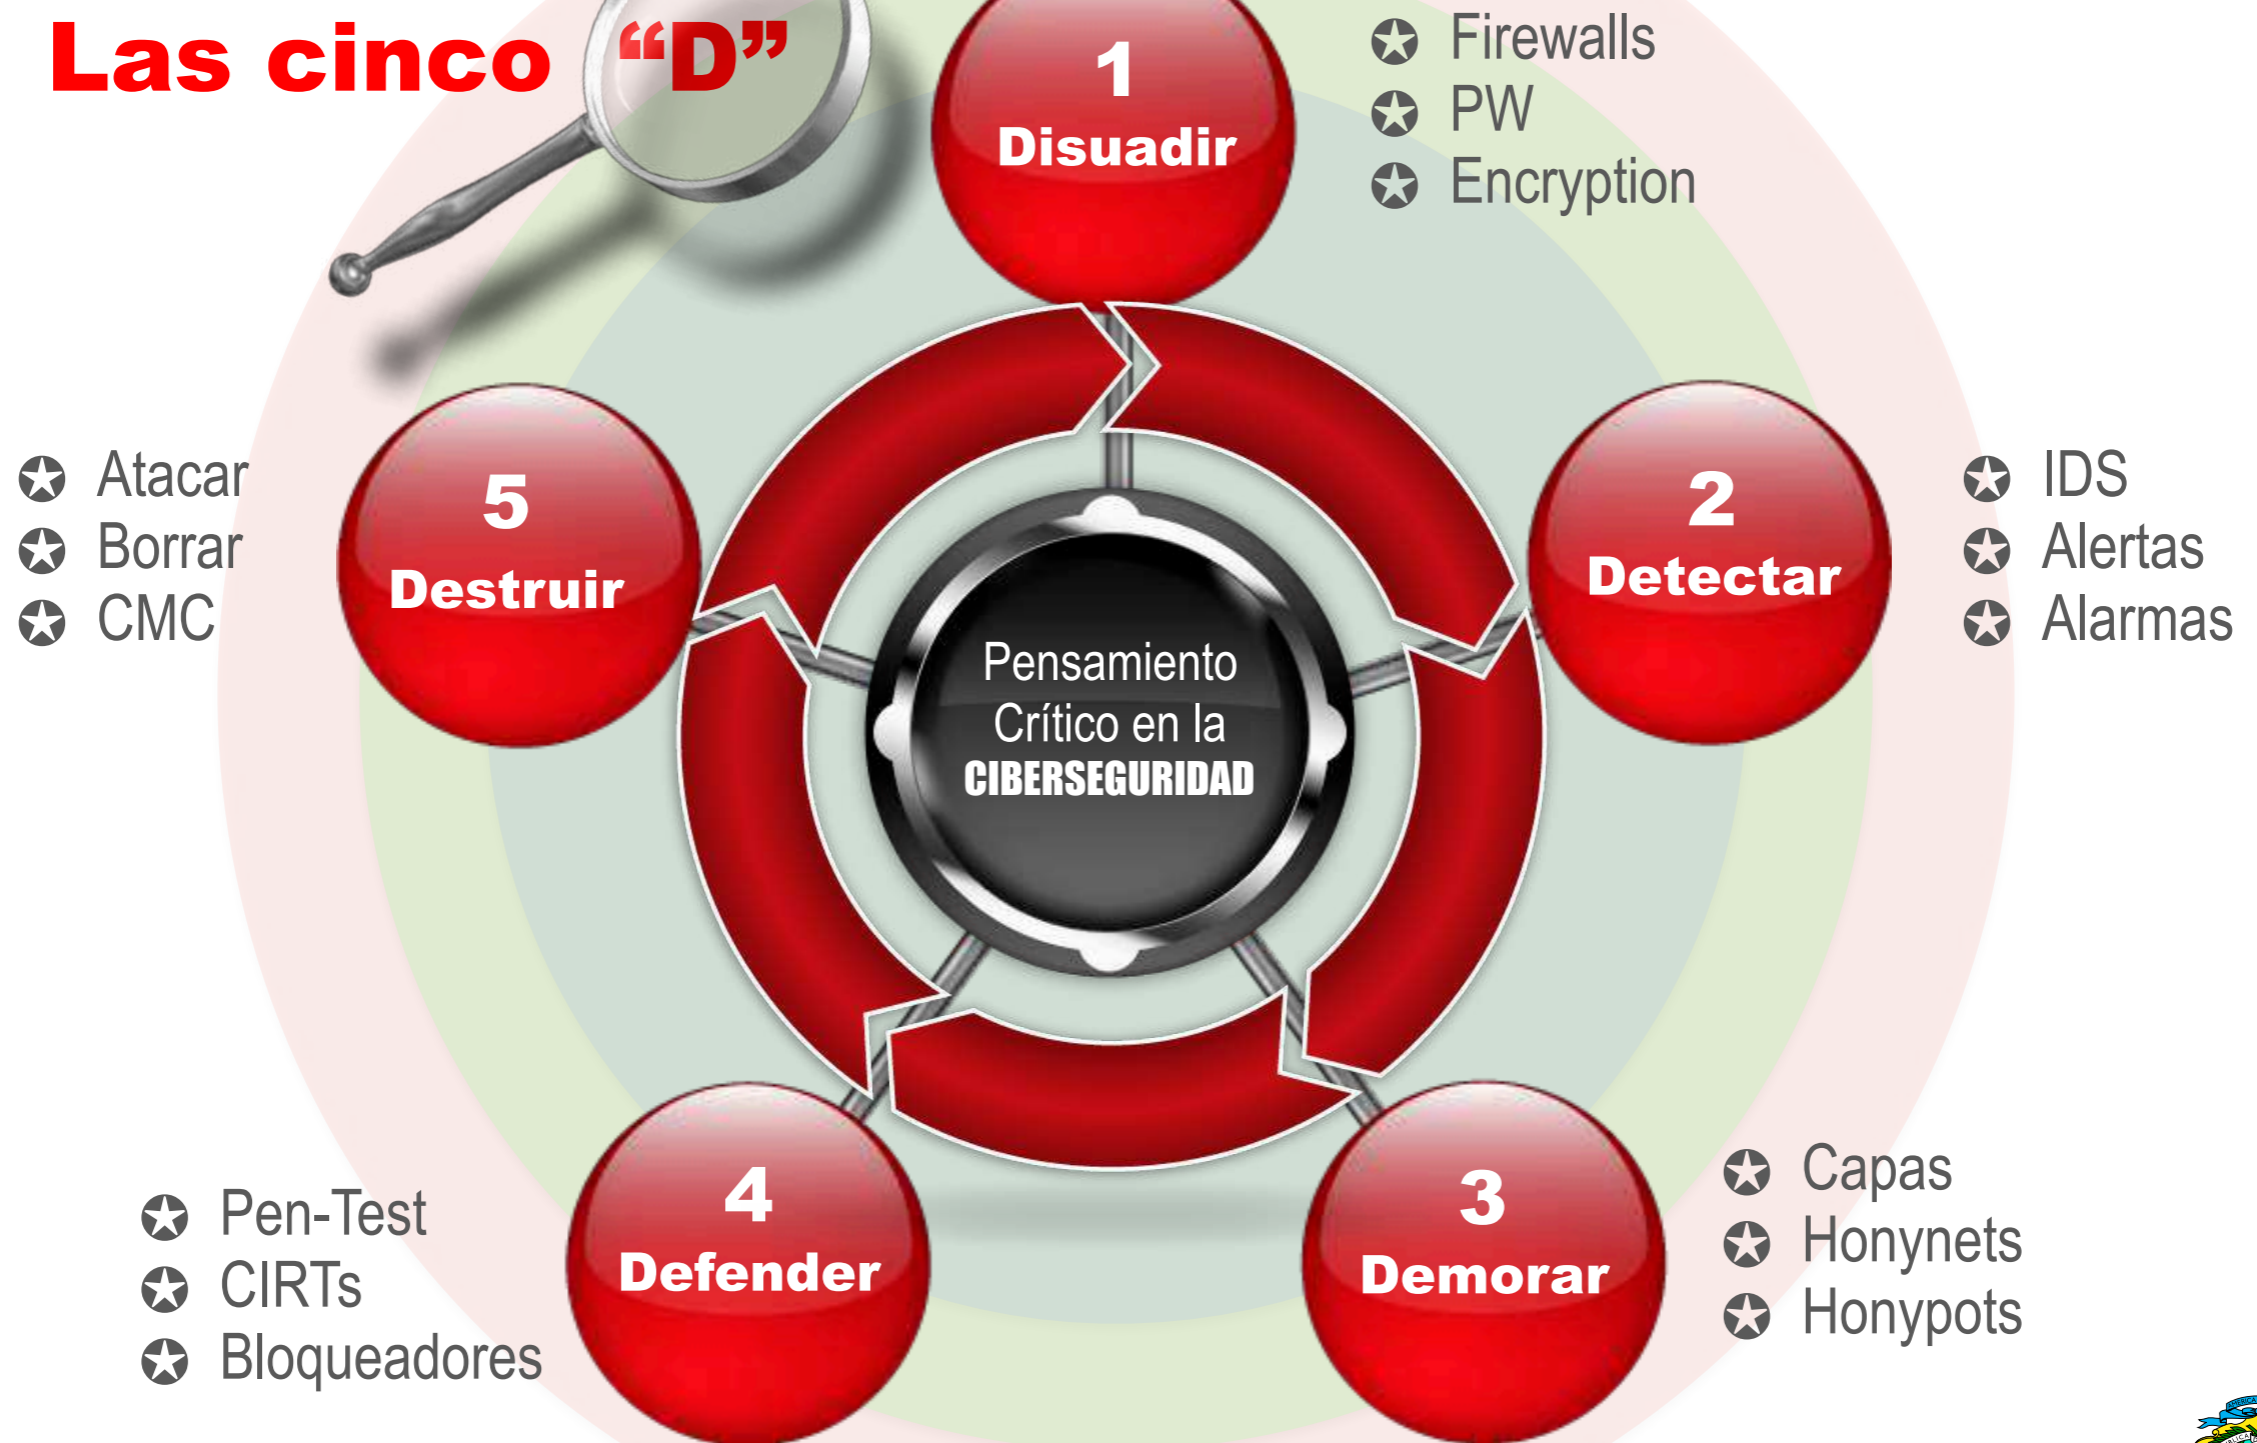 Las cinco “D”
1
Disuadir
✪ Firewalls
✪ PW
✪ Encryption
2
Detectar
✪ IDS
✪ Alertas
✪ Alarmas
3
Demorar
✪ Capas
✪ Honynets
✪ Honypots
4
Defender
✪ Pen-Test
✪ CIRTs
✪ Bloqueadores
5
Destruir
✪ Atacar
✪ Borrar
✪ CMC
Pensamiento
Crítico en la
CIBERSEGURIDAD